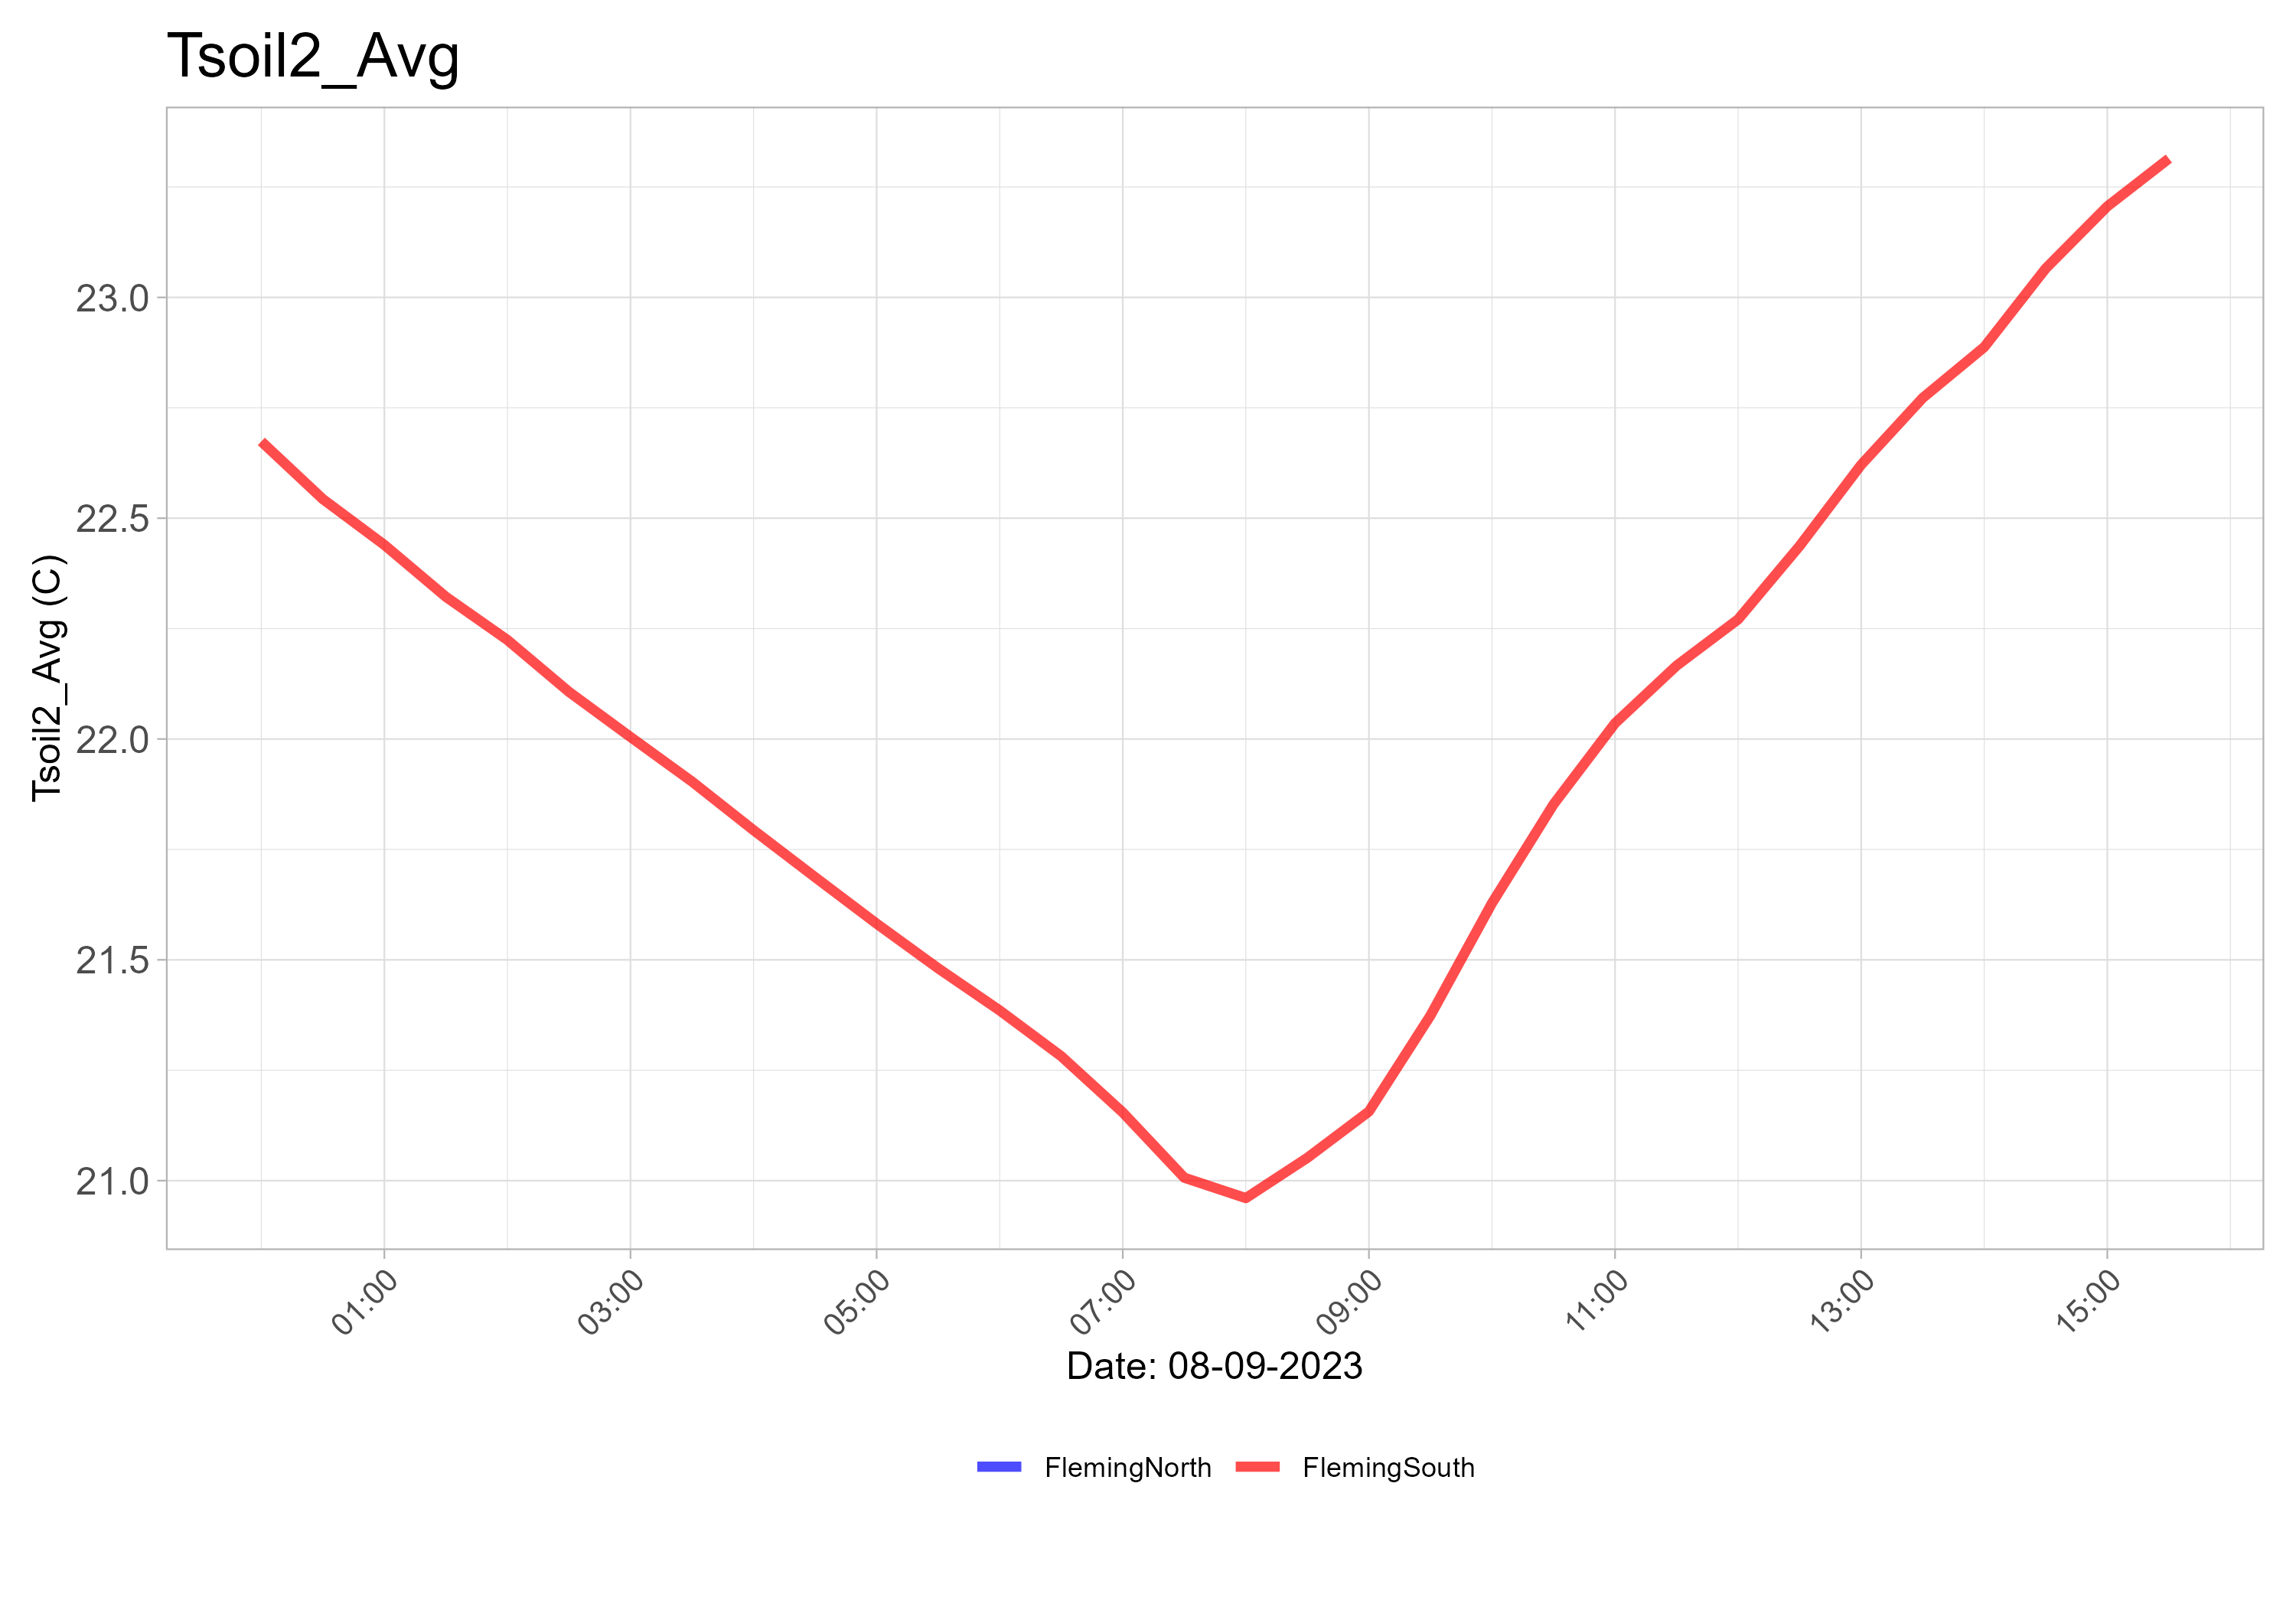 Tsoil2_Avg
Tsoil2_Avg (C)
23.0
22.5
22.0
21.5
21.0
01:00 03:00 05:00 07:00 09:00 11:00 13:00 15:00
Date: 08-09-2023
FlemingNorth FlemingSouth